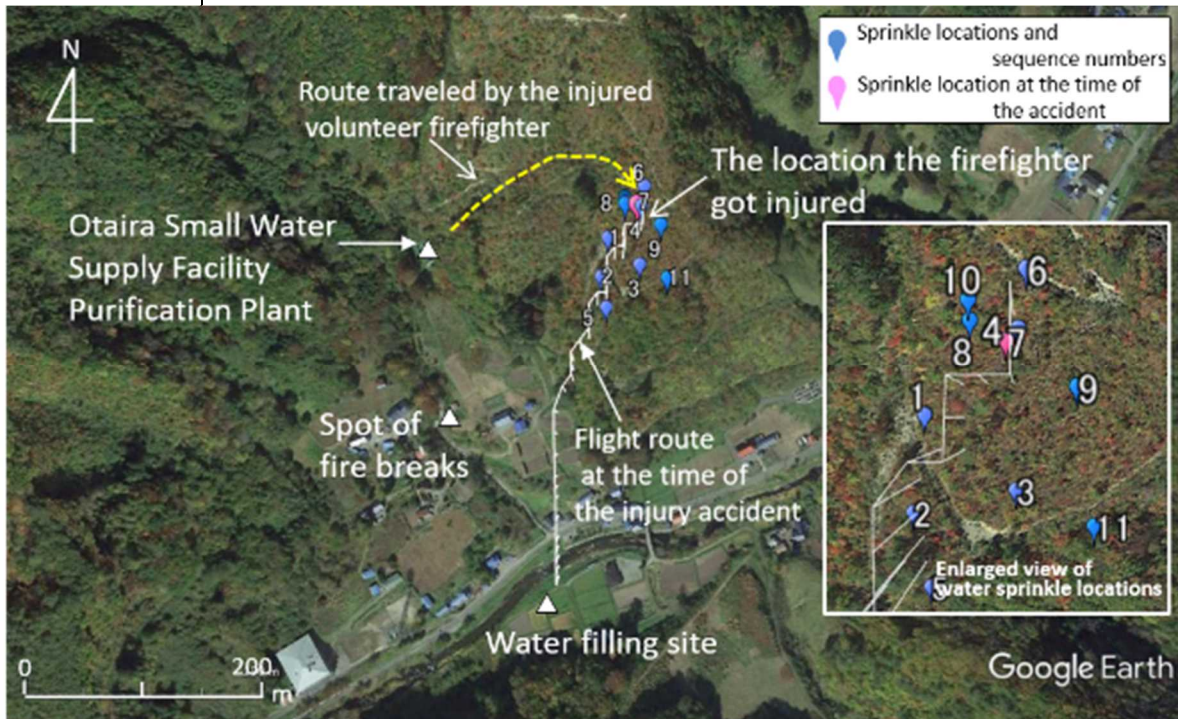 N
Sprinkle locations and
sequence numbers
Sprinkle location at the time of
the accident
Route traveled by the injured
volunteer firefighter
The location the firefighter
got injured
Otaira Small Water
Supply Facility
Purification Plant
6
8
7
4
1
9
2
3
11
5
Spot of
fire breaks
Flight route
at the time of
the injury accident
Water filling site
0
200
m
10
6
4
7
8
9
1
3
2
11
5
Enlarged view of
water sprinkle locations
Google Earth